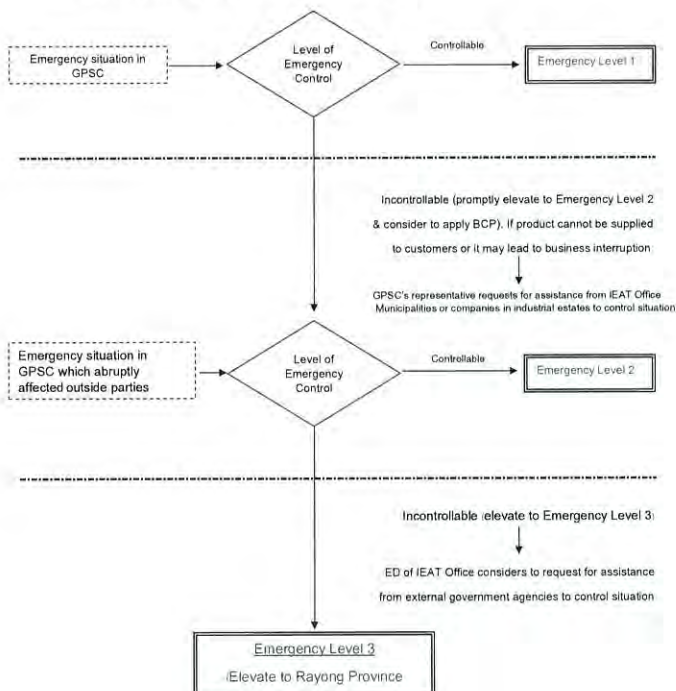 Emergency situation in
GPSC
Level of
Emergency
Control
Controllable
Emergency Level 1
Incontrollable (promptly elevate to Emergency Level 2
& consider to apply BCP). If product cannot be supplied
to customers or it may lead to business interruption
GPSC's representative requests for assistance from IEAT Office
Municipalities or companies in industrial estates to control situation
Emergency situation in
GPSC which abruptly
affected outside parties
Level of
Emergency
Control
Controllable
Emergency Level 2
Incontrollable (elevate to Emergency Level 3)
ED of IEAT Office considers to request for assistance
from external government agencies to control situation
Emergency Level 3
(Elevate to Rayong Province